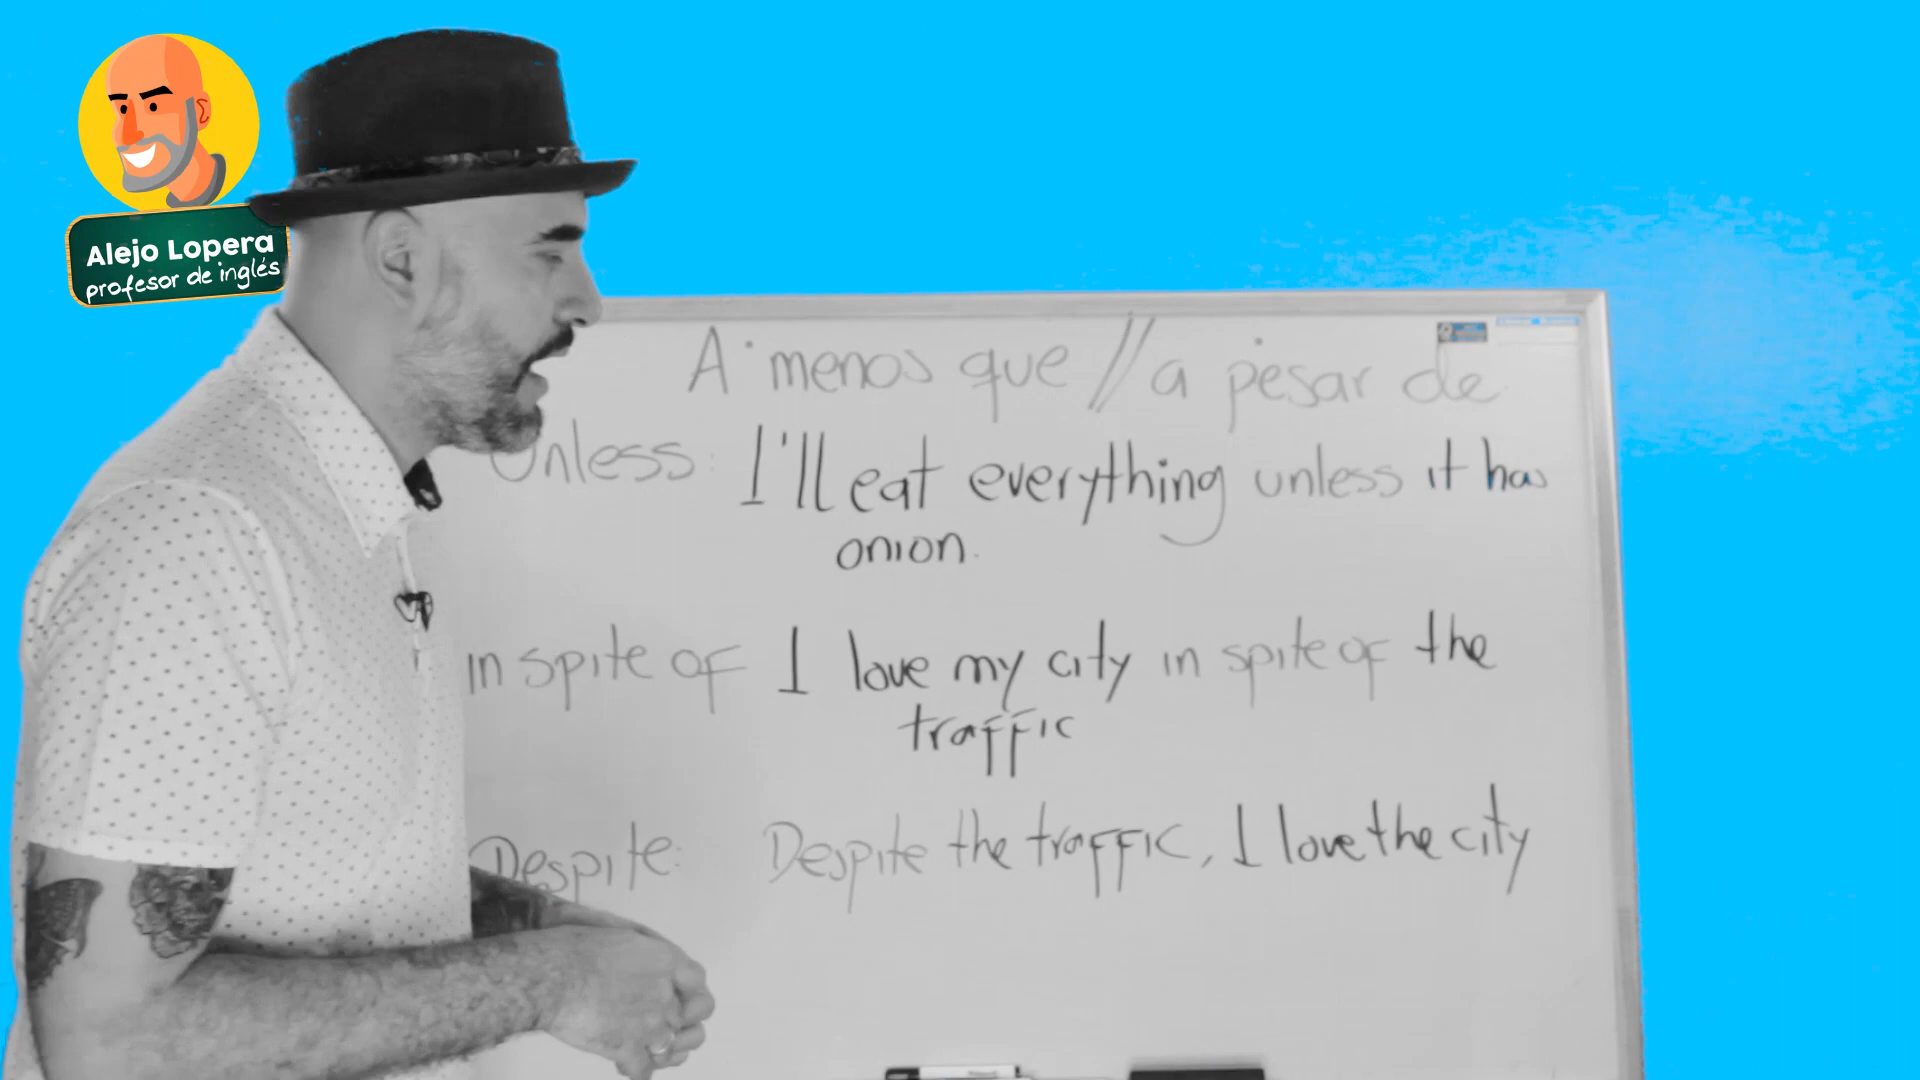 Alejo Lopera
profesor de inglés
A menos que // a pesar de
Unless: I'll eat everything unless it has
onion.
In spite of I love my city in spite of the
traffic
Despite: Despite the traffic, I love the city